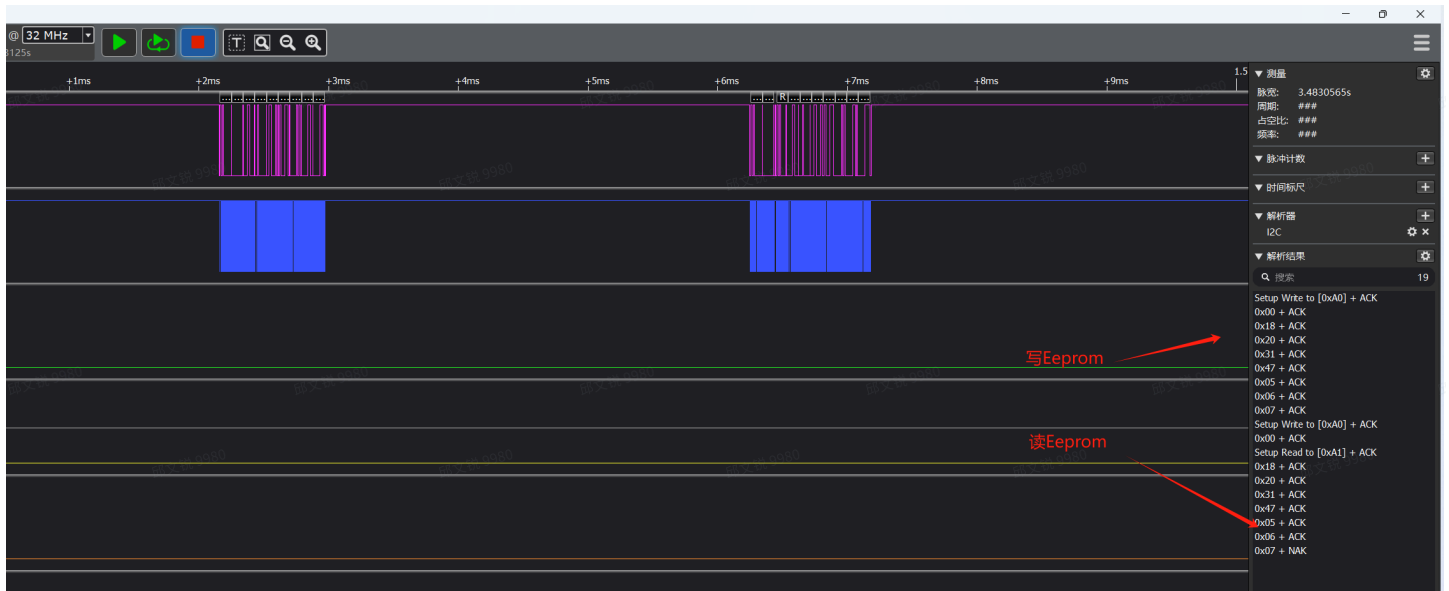 @ 32 MHz
3125s
T
+1ms +2ms +3ms +4ms +5ms +6ms +7ms +8ms +9ms 1.5
... ... ... ... ... ... ... ... ...
... ... R ... ... ... ... ... ... ...
测量
脉宽: 3.4830565s
周期: ###
占空比: ###
频率: ###
脉冲计数
时间标尺
解析器
I2C
解析结果
搜索 19
Setup Write to [0xA0] + ACK
0x00 + ACK
0x18 + ACK
0x20 + ACK
0x31 + ACK
0x47 + ACK
0x05 + ACK
0x06 + ACK
0x07 + ACK
Setup Write to [0xA0] + ACK
0x00 + ACK
Setup Read to [0xA1] + ACK
0x18 + ACK
0x20 + ACK
0x31 + ACK
0x47 + ACK
0x05 + ACK
0x06 + ACK
0x07 + NAK
写Eeprom
读Eeprom
邱文锐 9980